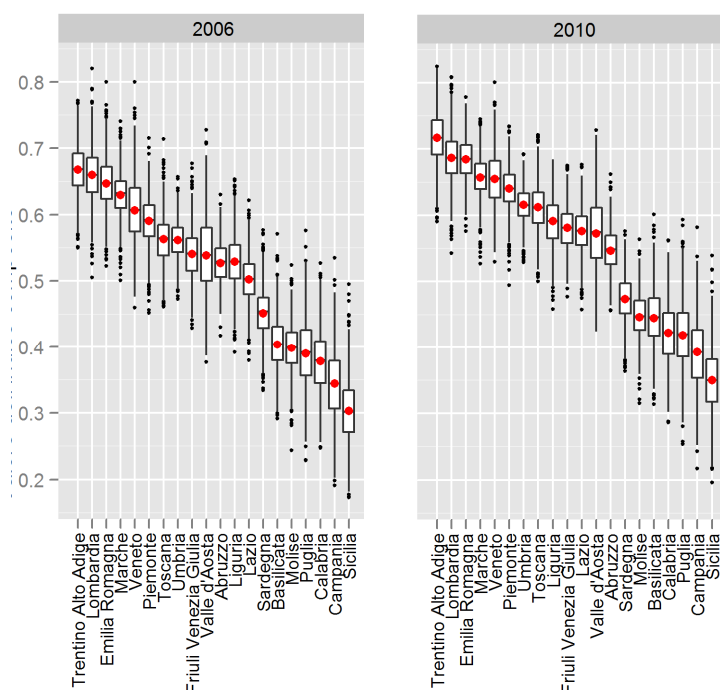 2006
2010
0.8
0.7
0.6
0.5
0.4
0.3
0.2
Trentino Alto Adige
Lombardia
Emilia Romagna
Marche
Veneto
Piemonte
Toscana
Umbria
Friuli Venezia Giulia
Valle d'Aosta
Abruzzo
Liguria
Lazio
Sardegna
Basilicata
Molise
Puglia
Calabria
Campania
Sicilia
Trentino Alto Adige
Lombardia
Emilia Romagna
Marche
Veneto
Piemonte
Umbria
Toscana
Liguria
Friuli Venezia Giulia
Lazio
Valle d'Aosta
Abruzzo
Sardegna
Molise
Basilicata
Calabria
Puglia
Campania
Sicilia